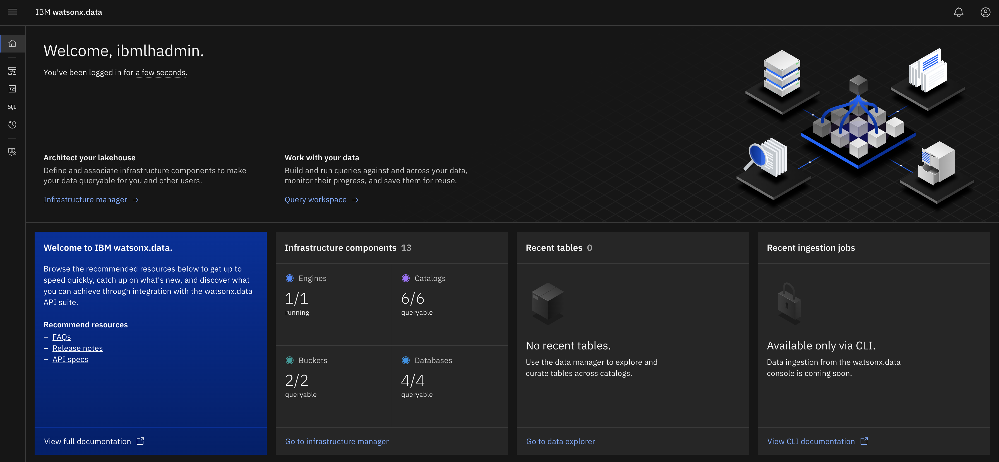 IBM watsonx.data
SQL
Welcome, ibmlhadmin.
You've been logged in for a few seconds.
Architect your lakehouse
Define and associate infrastructure components to make
your data queryable for you and other users.
Infrastructure manager →
Work with your data
Build and run queries against and across your data,
monitor their progress, and save them for reuse.
Query workspace →
Welcome to IBM watsonx.data.
Browse the recommended resources below to get up to
speed quickly, catch up on what's new, and discover what
you can achieve through integration with the watsonx.data
API suite.
Recommend resources
– FAQs
– Release notes
– API specs
View full documentation
Infrastructure components 13
Engines
1/1
running
Catalogs
6/6
queryable
Buckets
2/2
queryable
Databases
4/4
queryable
Go to infrastructure manager
Recent tables 0
No recent tables.
Use the data manager to explore and
curate tables across catalogs.
Go to data explorer
Recent ingestion jobs
Available only via CLI.
Data ingestion from the watsonx.data
console is coming soon.
View CLI documentation